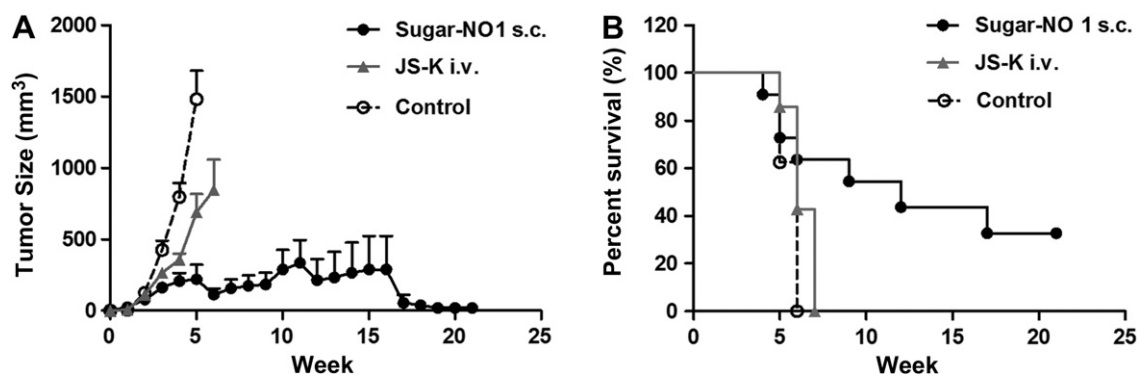 A
Tumor Size (mm³)
2000
1500
1000
500
0
0 5 10 15 20 25
Week
Sugar-NO1 s.c.
JS-K i.v.
Control
B
Percent survival (%)
120
100
80
60
40
20
0
0 5 10 15 20 25
Week
Sugar-NO 1 s.c.
JS-K i.v.
Control